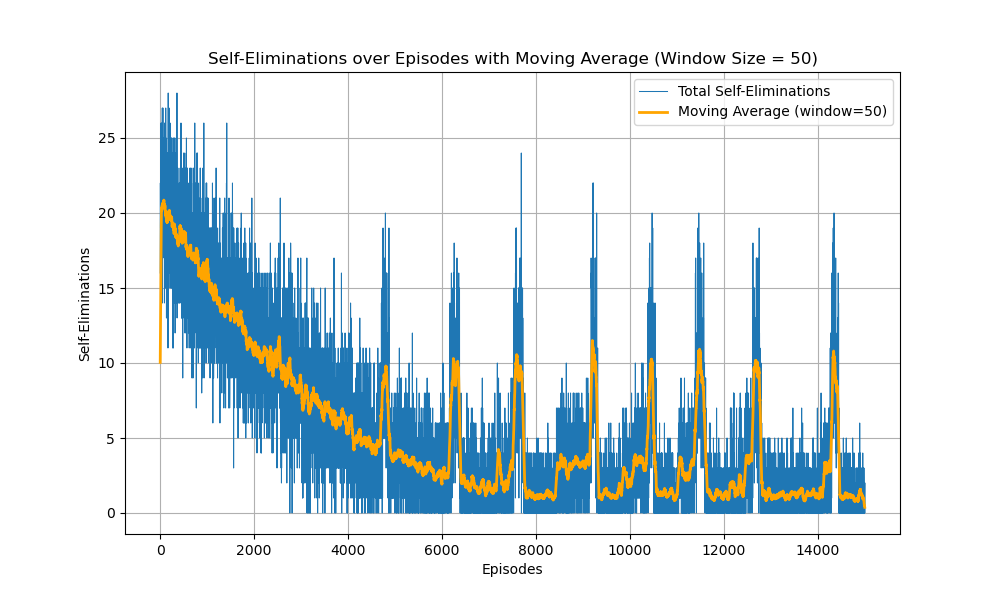 Self-Eliminations over Episodes with Moving Average (Window Size = 50)
Total Self-Eliminations
Moving Average (window=50)
Self-Eliminations
25
20
15
10
5
0
0 2000 4000 6000 8000 10000 12000 14000
Episodes